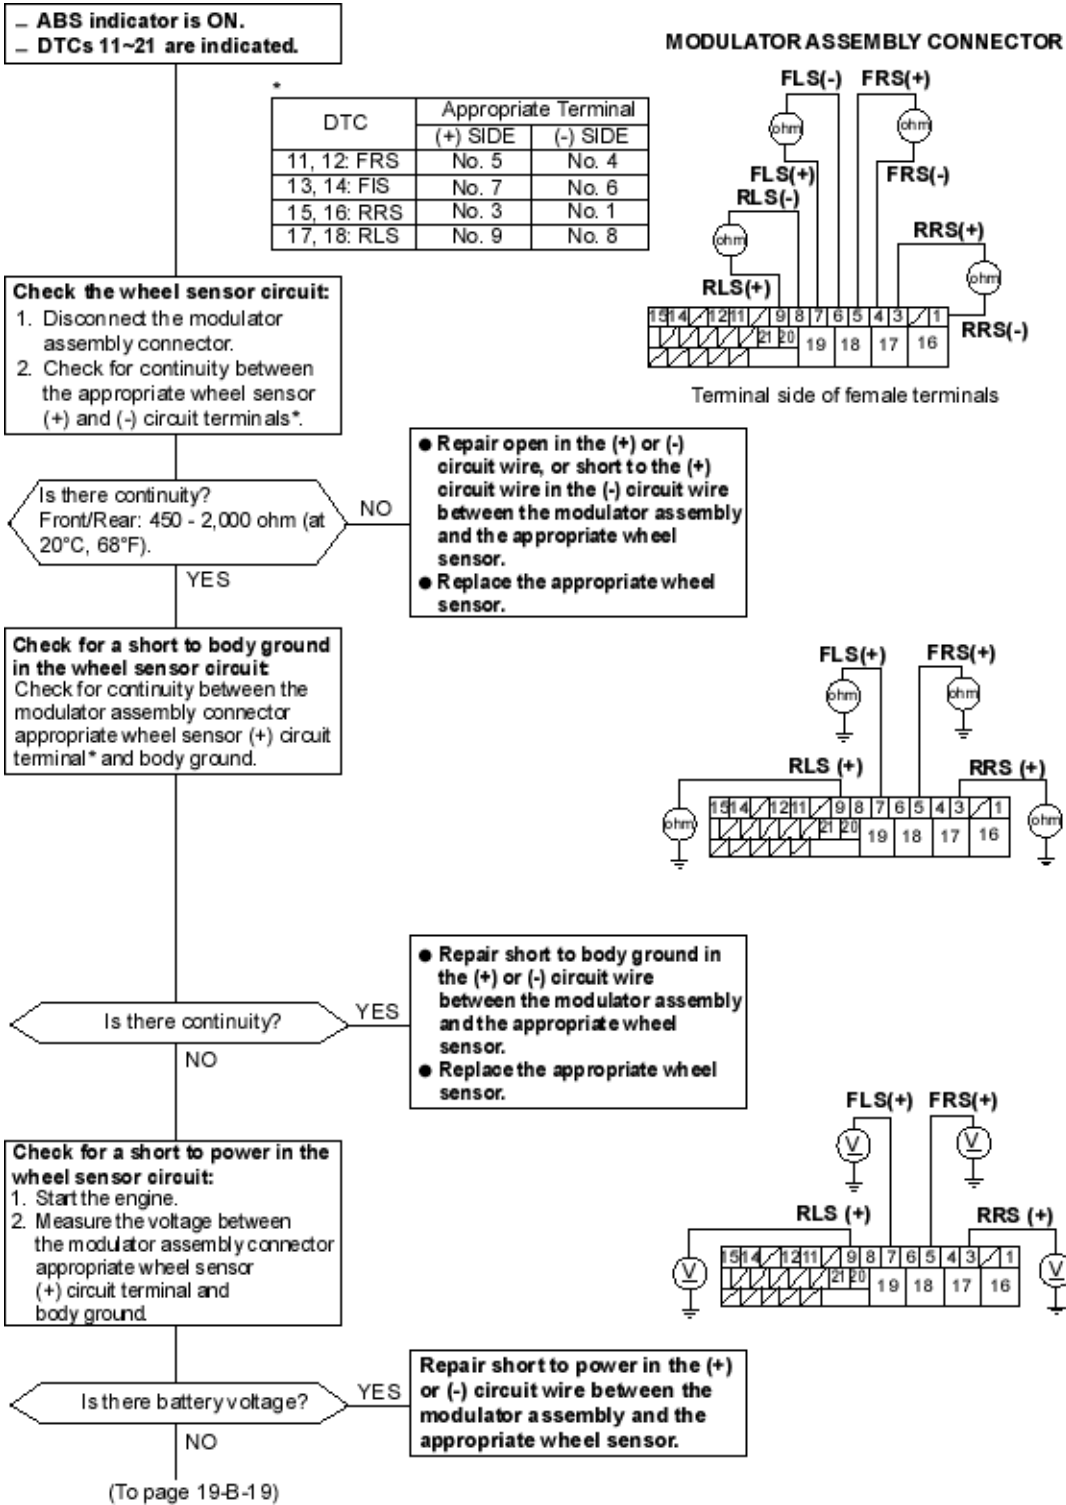 – ABS indicator is ON.
– DTCs 11~21 are indicated.
*
DTC
Appropriate Terminal
(+) SIDE (-) SIDE
11, 12: FRS No. 5 No. 4
13, 14: FIS No. 7 No. 6
15, 16: RRS No. 3 No. 1
17, 18: RLS No. 9 No. 8
MODULATOR ASSEMBLY CONNECTOR
FLS(-) FRS(+)
ohm ohm
FLS(+) FRS(-)
RLS(-)
ohm
RRS(+)
ohm
RLS(+)
RRS(-)
15 14 12 11 9 8 7 6 5 4 3 1
21 20 19 18 17 16
Terminal side of female terminals
Check the wheel sensor circuit:
1. Disconnect the modulator
assembly connector.
2. Check for continuity between
the appropriate wheel sensor
(+) and (-) circuit terminals*.
Is there continuity?
Front/Rear: 450 - 2,000 ohm (at
20°C, 68°F).
NO
YES
● Repair open in the (+) or (-)
circuit wire, or short to the (+)
circuit wire in the (-) circuit wire
between the modulator assembly
and the appropriate wheel
sensor.
● Replace the appropriate wheel
sensor.
Check for a short to body ground
in the wheel sensor circuit:
Check for continuity between the
modulator assembly connector
appropriate wheel sensor (+) circuit
terminal* and body ground.
FLS(+) FRS(+)
ohm ohm
RLS (+) RRS (+)
ohm ohm
15 14 12 11 9 8 7 6 5 4 3 1
21 20 19 18 17 16
Is there continuity?
YES
NO
● Repair short to body ground in
the (+) or (-) circuit wire
between the modulator assembly
and the appropriate wheel
sensor.
● Replace the appropriate wheel
sensor.
Check for a short to power in the
wheel sensor circuit:
1. Start the engine.
2. Measure the voltage between
the modulator assembly connector
appropriate wheel sensor
(+) circuit terminal and
body ground.
FLS(+) FRS(+)
V V
RLS (+) RRS (+)
V V
15 14 12 11 9 8 7 6 5 4 3 1
21 20 19 18 17 16
Is there battery voltage?
YES
NO
Repair short to power in the (+)
or (-) circuit wire between the
modulator assembly and the
appropriate wheel sensor.
(To page 19-B-19)